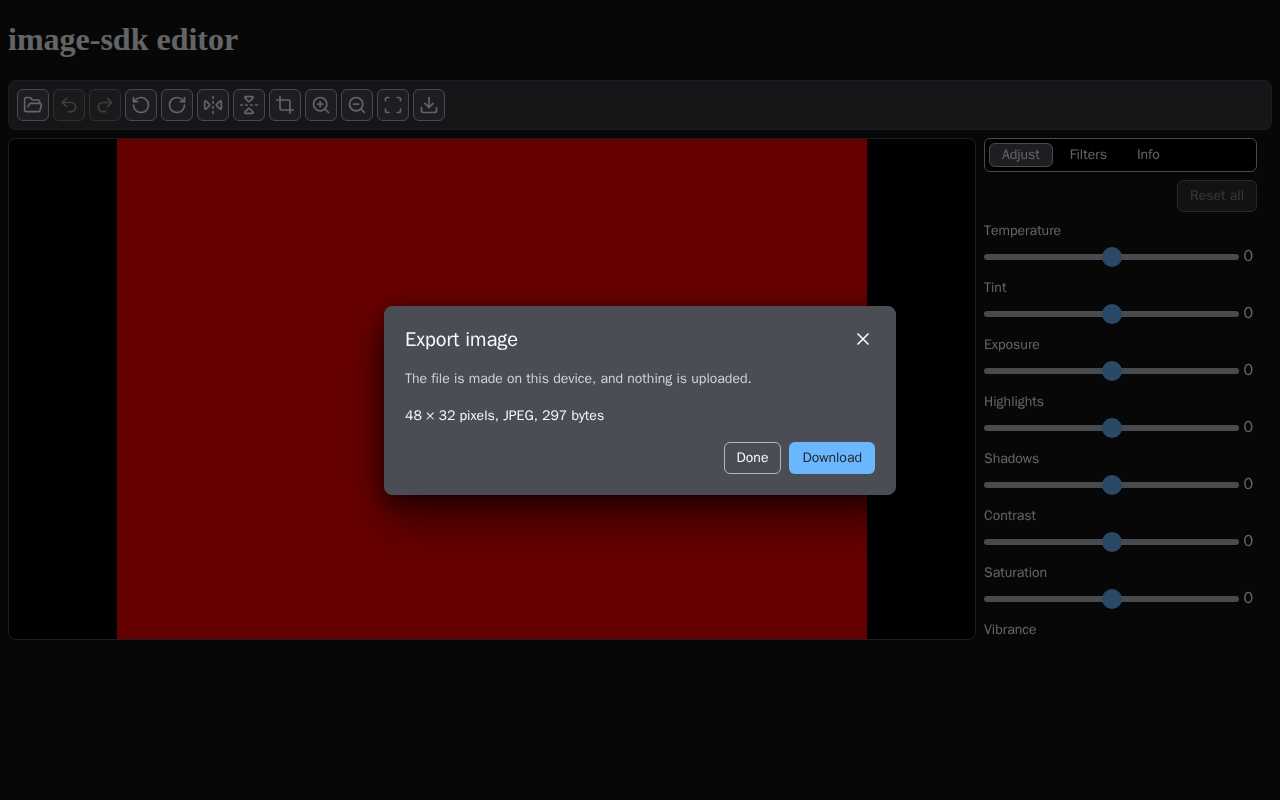 image-sdk editor
Adjust Filters Info
Reset all
Temperature
0
Tint
0
Exposure
0
Highlights
0
Shadows
0
Contrast
0
Saturation
0
Vibrance
Export image
The file is made on this device, and nothing is uploaded.
48 × 32 pixels, JPEG, 297 bytes
Done Download